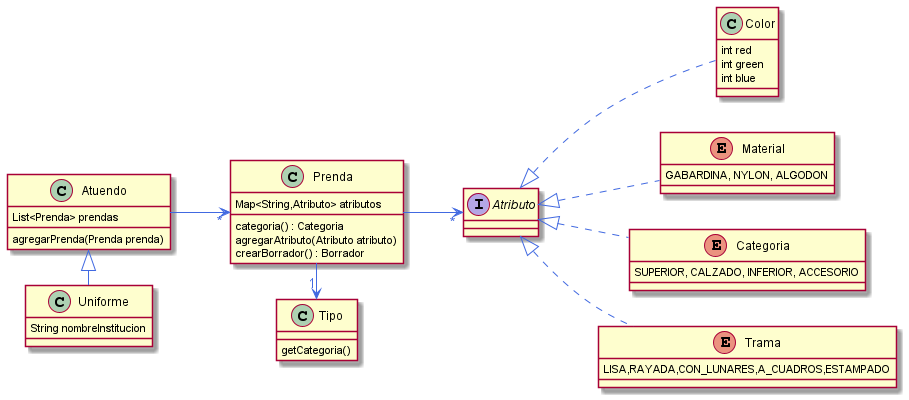 C Color
int red
int green
int blue
E Material
GABARDINA, NYLON, ALGODON
C Prenda
Map<String,Atributo> atributos
categoria() : Categoria
agregarAtributo(Atributo atributo)
crearBorrador() : Borrador
C Atuendo
List<Prenda> prendas
agregarPrenda(Prenda prenda)
*
I Atributo
*
E Categoria
SUPERIOR, CALZADO, INFERIOR, ACCESORIO
C Uniforme
String nombreInstitucion
1
C Tipo
getCategoria()
E Trama
LISA,RAYADA,CON_LUNARES,A_CUADROS,ESTAMPADO